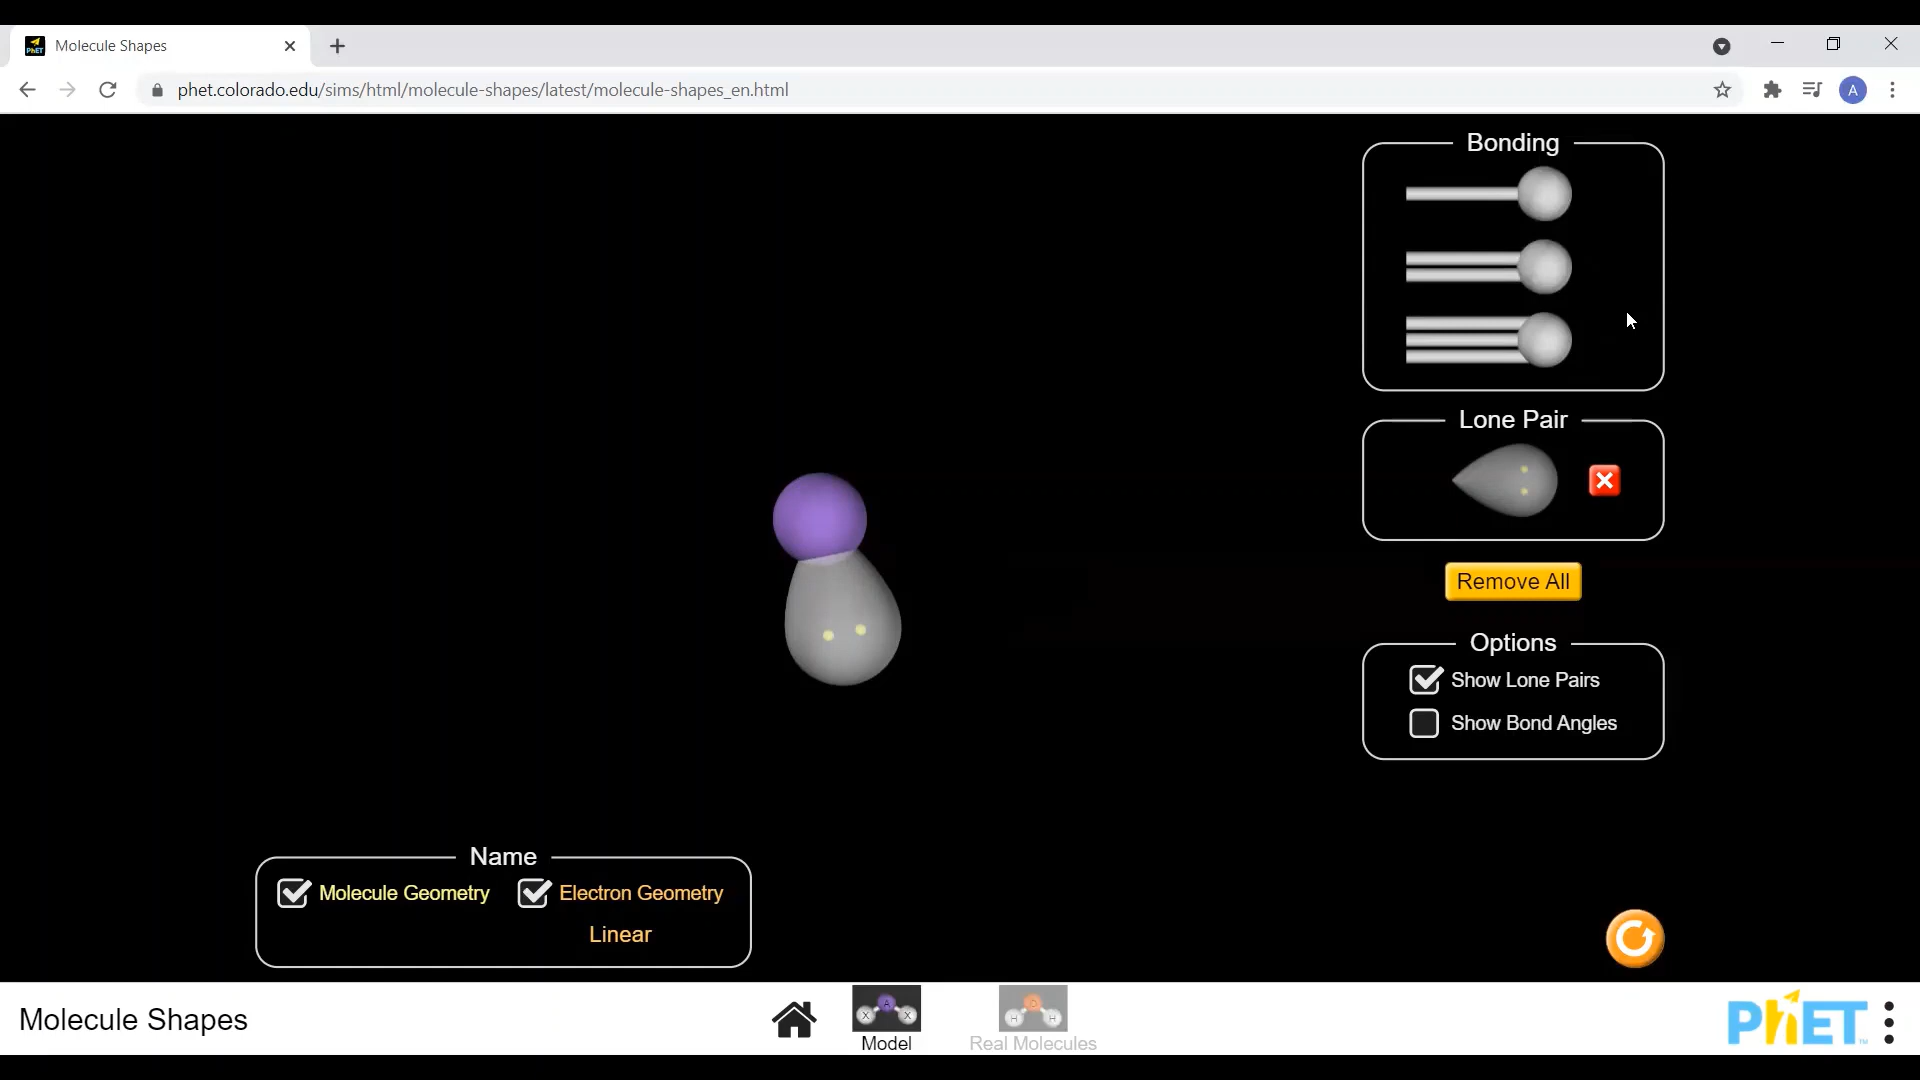 Molecule Shapes
phet.colorado.edu/sims/html/molecule-shapes/latest/molecule-shapes_en.html
A
Bonding
Lone Pair
Remove All
Options
Show Lone Pairs
Show Bond Angles
Name
Molecule Geometry Electron Geometry
Linear
Molecule Shapes
A
X X
Model
O
H H
Real Molecules
PhET